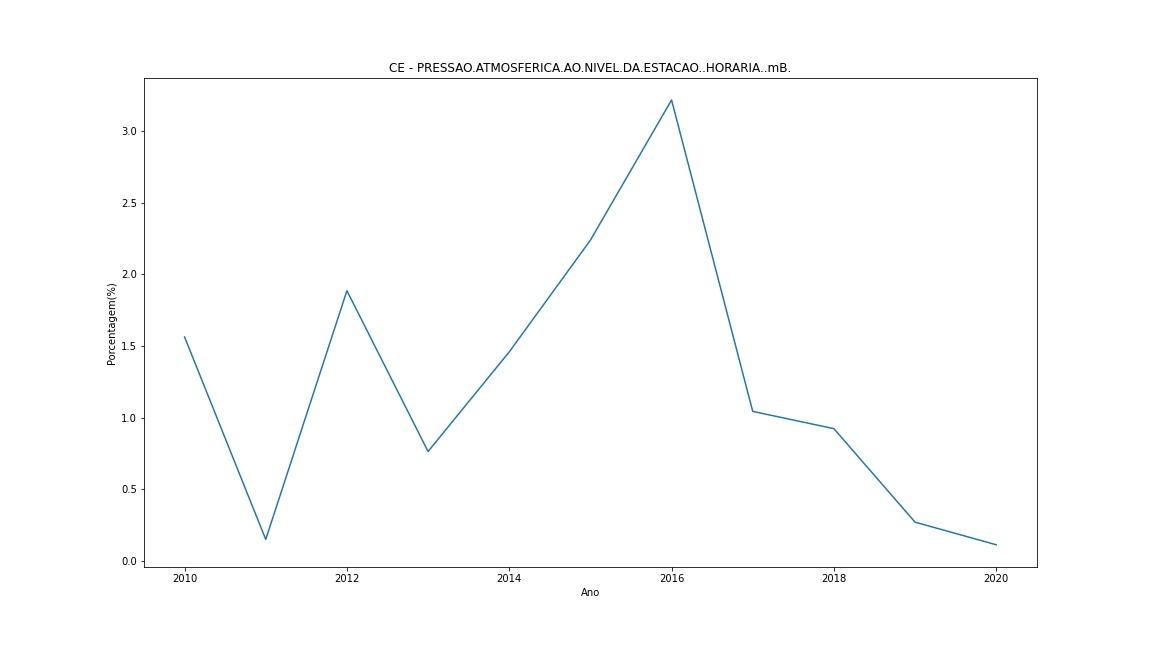 CE - PRESSAO.ATMOSFERICA.AO.NIVEL.DA.ESTACAO..HORARIA..mB.
3.0
2.5
2.0
1.5
1.0
0.5
0.0
Porcentagem(%)
2010 2012 2014 2016 2018 2020
Ano